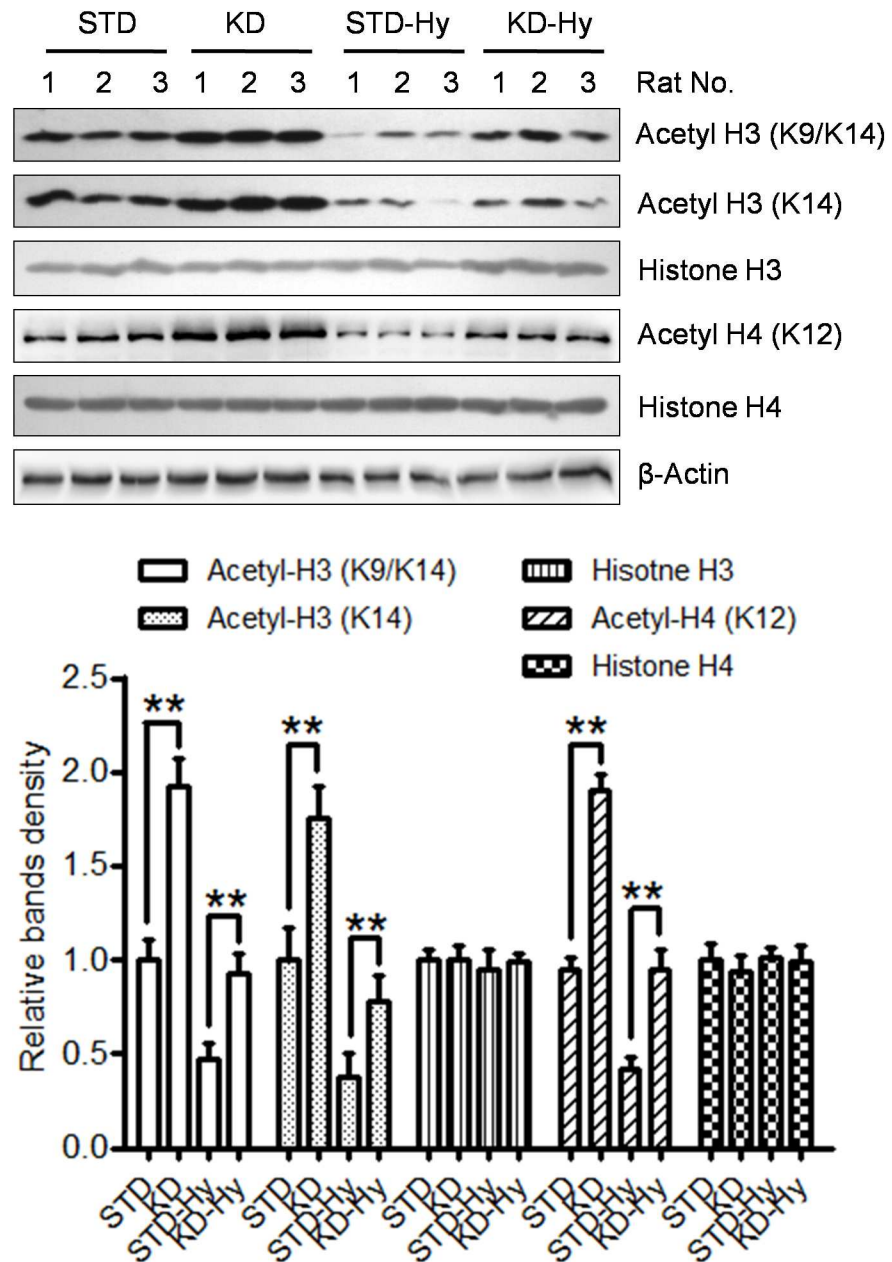 STD KD STD-Hy KD-Hy
1 2 3 1 2 3 1 2 3 1 2 3 Rat No.
Acetyl H3 (K9/K14)
Acetyl H3 (K14)
Histone H3
Acetyl H4 (K12)
Histone H4
β-Actin
Acetyl-H3 (K9/K14) Hisotne H3
Acetyl-H3 (K14) Acetyl-H4 (K12)
Histone H4
Relative bands density
2.5
2.0
1.5
1.0
0.5
0.0
** ** **
** ** **
STD KD STD-Hy KD-Hy STD KD STD-Hy KD-Hy STD KD STD-Hy KD-Hy STD KD STD-Hy KD-Hy STD KD STD-Hy KD-Hy